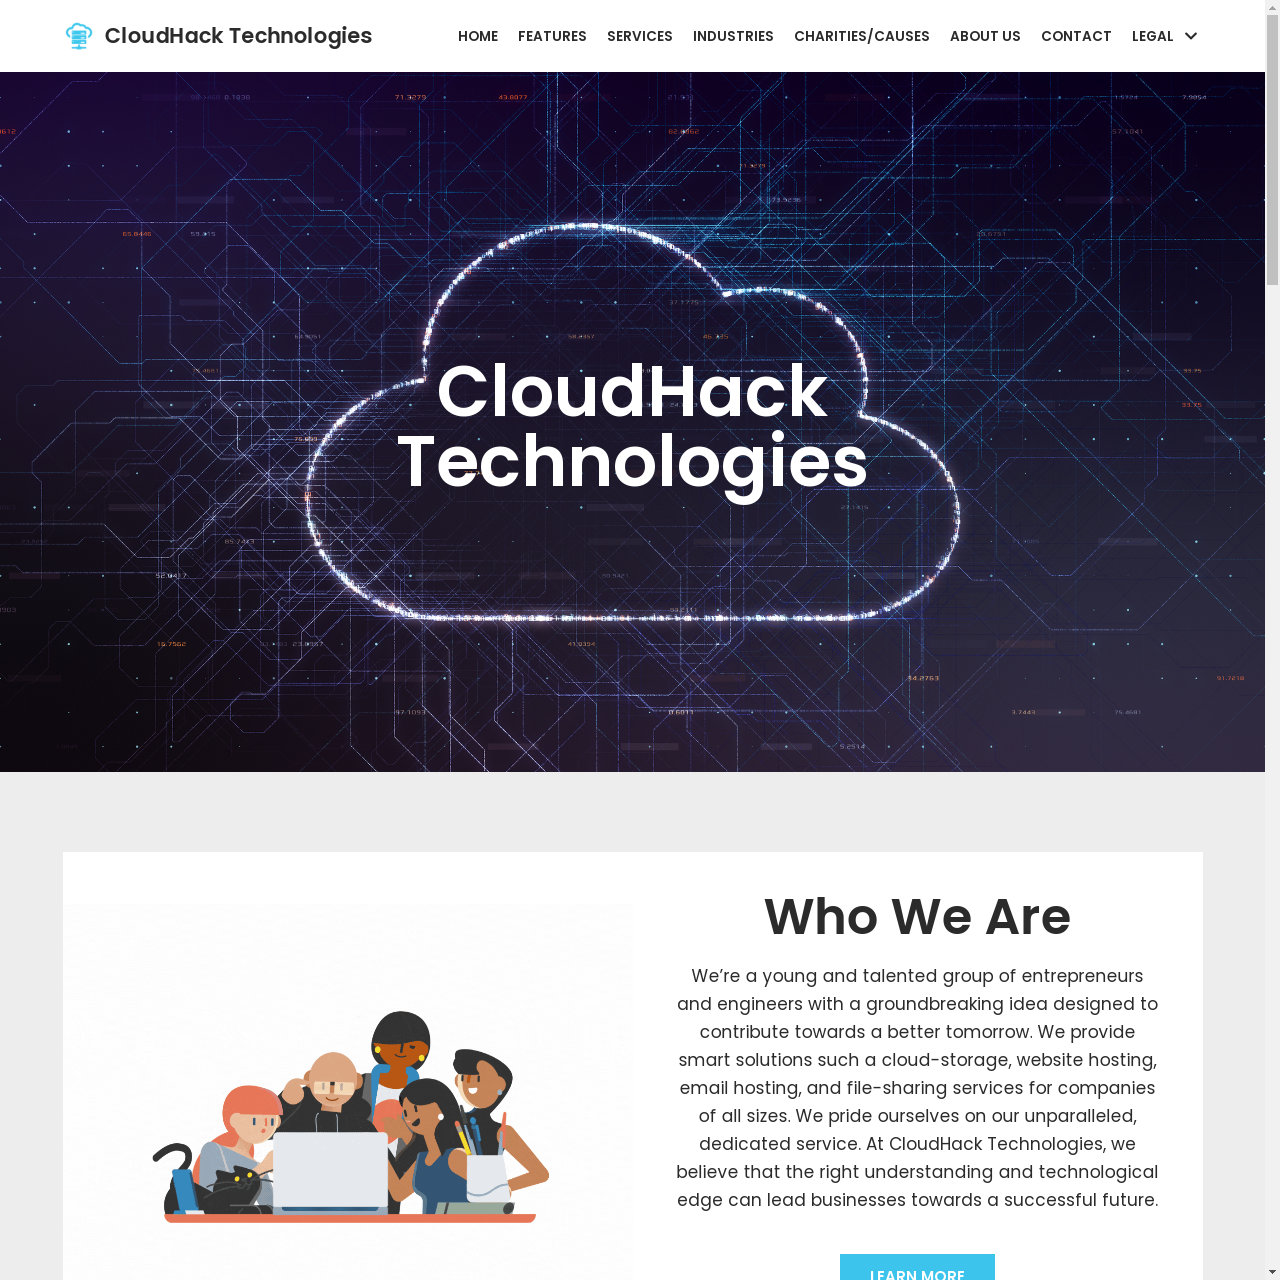 CloudHack Technologies
HOME FEATURES SERVICES INDUSTRIES CHARITIES/CAUSES ABOUT US CONTACT LEGAL
CloudHack
Technologies
Who We Are
We’re a young and talented group of entrepreneurs
and engineers with a groundbreaking idea designed to
contribute towards a better tomorrow. We provide
smart solutions such a cloud-storage, website hosting,
email hosting, and file-sharing services for companies
of all sizes. We pride ourselves on our unparalleled,
dedicated service. At CloudHack Technologies, we
believe that the right understanding and technological
edge can lead businesses towards a successful future.
LEARN MORE